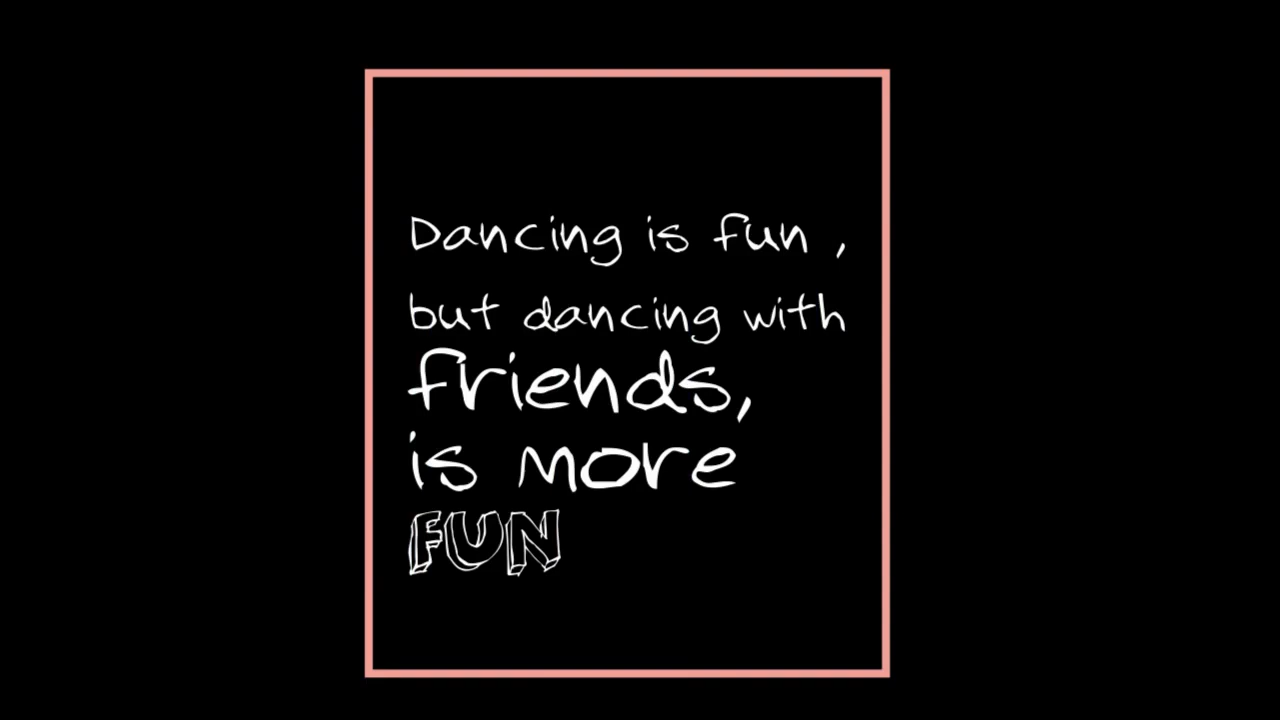 Dancing is fun ,
but dancing with
friends,
is more
FUN